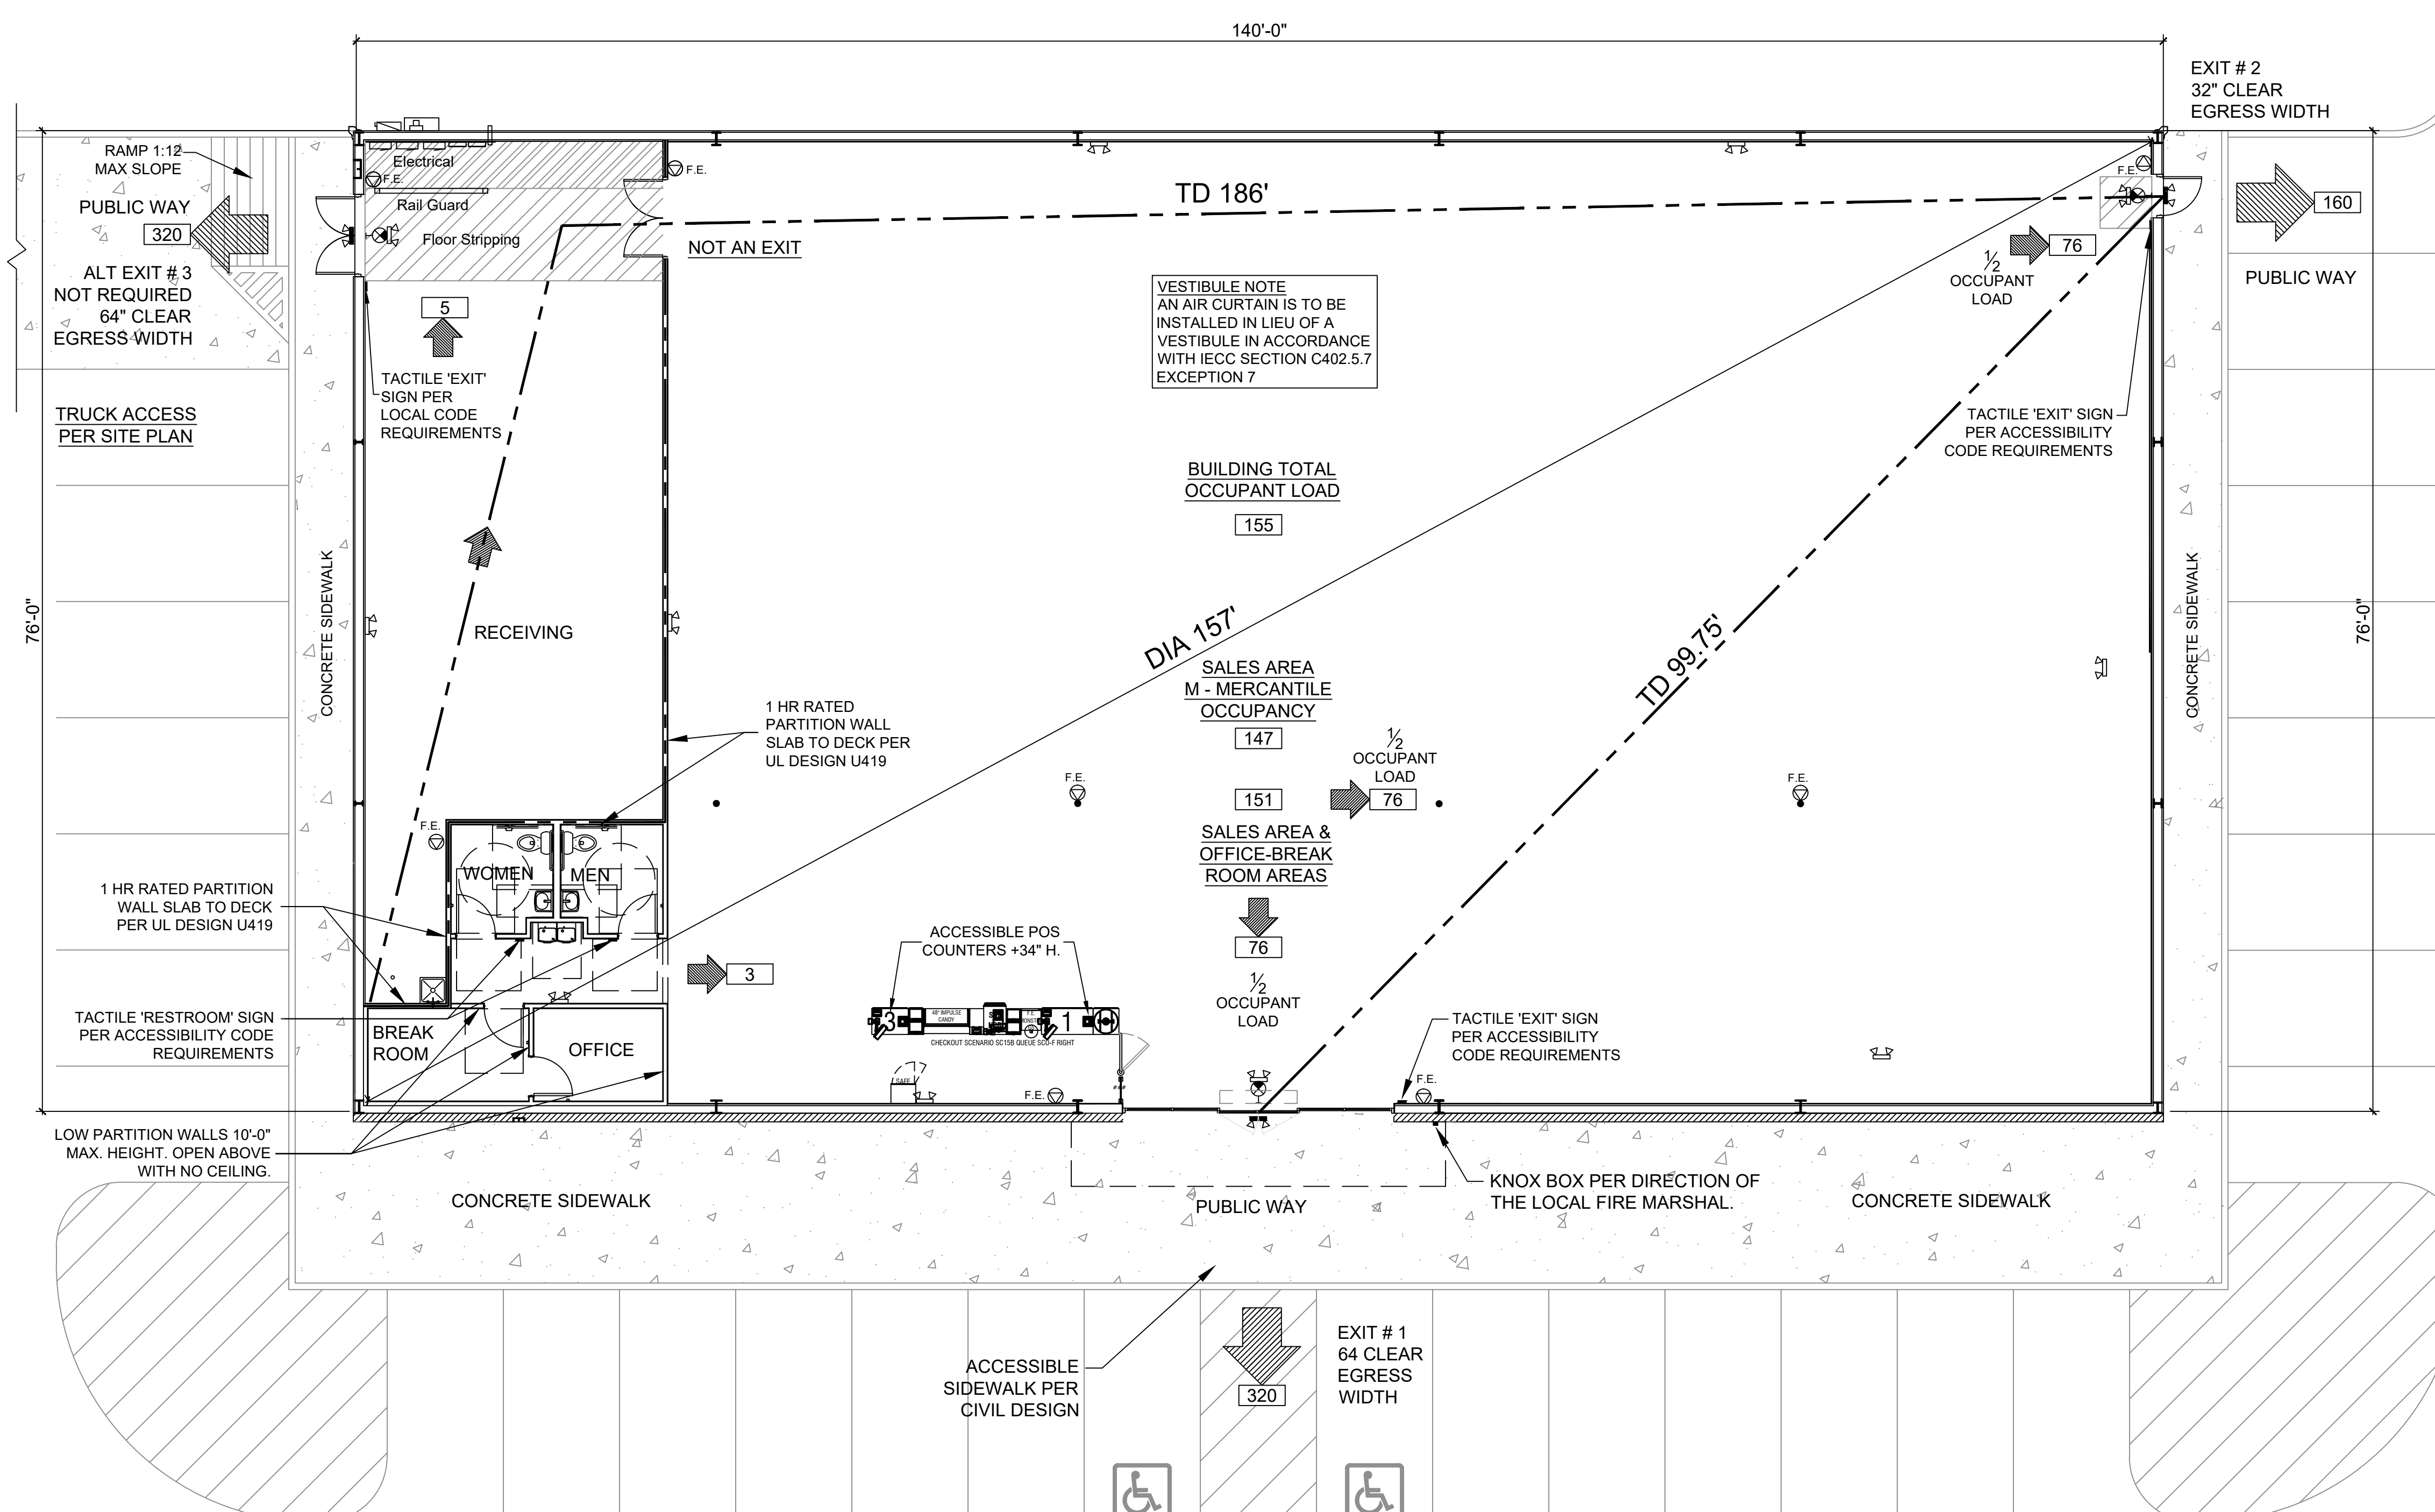 140'-0"
EXIT # 2
32" CLEAR
EGRESS WIDTH
RAMP 1:12
MAX SLOPE
PUBLIC WAY
320
ALT EXIT # 3
NOT REQUIRED
64" CLEAR
EGRESS WIDTH
TRUCK ACCESS
PER SITE PLAN
76'-0"
CONCRETE SIDEWALK
Electrical
F.E.
Rail Guard
Floor Stripping
F.E.
NOT AN EXIT
5
TACTILE 'EXIT'
SIGN PER
LOCAL CODE
REQUIREMENTS
TD 186'
VESTIBULE NOTE
AN AIR CURTAIN IS TO BE
INSTALLED IN LIEU OF A
VESTIBULE IN ACCORDANCE
WITH IECC SECTION C402.5.7
EXCEPTION 7
F.E.
76
1/2
OCCUPANT
LOAD
160
PUBLIC WAY
TACTILE 'EXIT' SIGN
PER ACCESSIBILITY
CODE REQUIREMENTS
BUILDING TOTAL
OCCUPANT LOAD
155
RECEIVING
DIA 157'
TD 99.75'
CONCRETE SIDEWALK
76'-0"
SALES AREA
M - MERCANTILE
OCCUPANCY
147
1 HR RATED
PARTITION WALL
SLAB TO DECK PER
UL DESIGN U419
1/2
OCCUPANT
LOAD
76
151
F.E.
F.E.
SALES AREA &
OFFICE-BREAK
ROOM AREAS
76
1/2
OCCUPANT
LOAD
F.E.
WOMEN
MEN
1 HR RATED PARTITION
WALL SLAB TO DECK
PER UL DESIGN U419
3
ACCESSIBLE POS
COUNTERS +34" H.
3
48" IMPULSE
CANDY
F.E.
1
CHECKOUT SCENARIO SC15B QUEUE SCO-F RIGHT
SAFE
F.E.
###
TACTILE 'RESTROOM' SIGN
PER ACCESSIBILITY CODE
REQUIREMENTS
BREAK
ROOM
OFFICE
TACTILE 'EXIT' SIGN
PER ACCESSIBILITY
CODE REQUIREMENTS
F.E.
LOW PARTITION WALLS 10'-0"
MAX. HEIGHT. OPEN ABOVE
WITH NO CEILING.
CONCRETE SIDEWALK
PUBLIC WAY
KNOX BOX PER DIRECTION OF
THE LOCAL FIRE MARSHAL.
CONCRETE SIDEWALK
ACCESSIBLE
SIDEWALK PER
CIVIL DESIGN
320
EXIT # 1
64 CLEAR
EGRESS
WIDTH